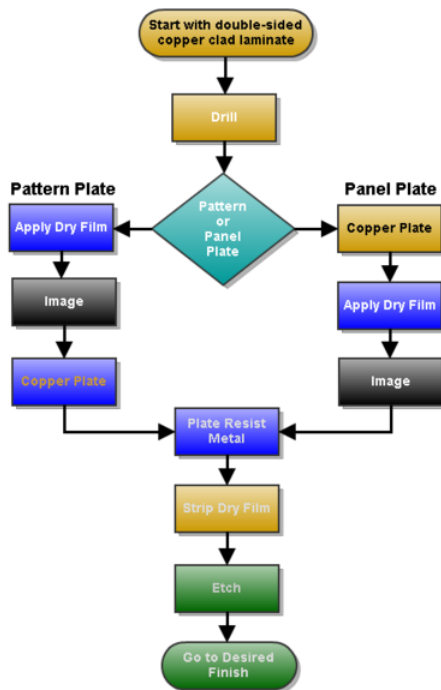 Start with double-sided
copper clad laminate
Drill
Pattern
or
Panel
Plate
Pattern Plate
Apply Dry Film
Image
Copper Plate
Panel Plate
Copper Plate
Apply Dry Film
Image
Plate Resist
Metal
Strip Dry Film
Etch
Go to Desired
Finish